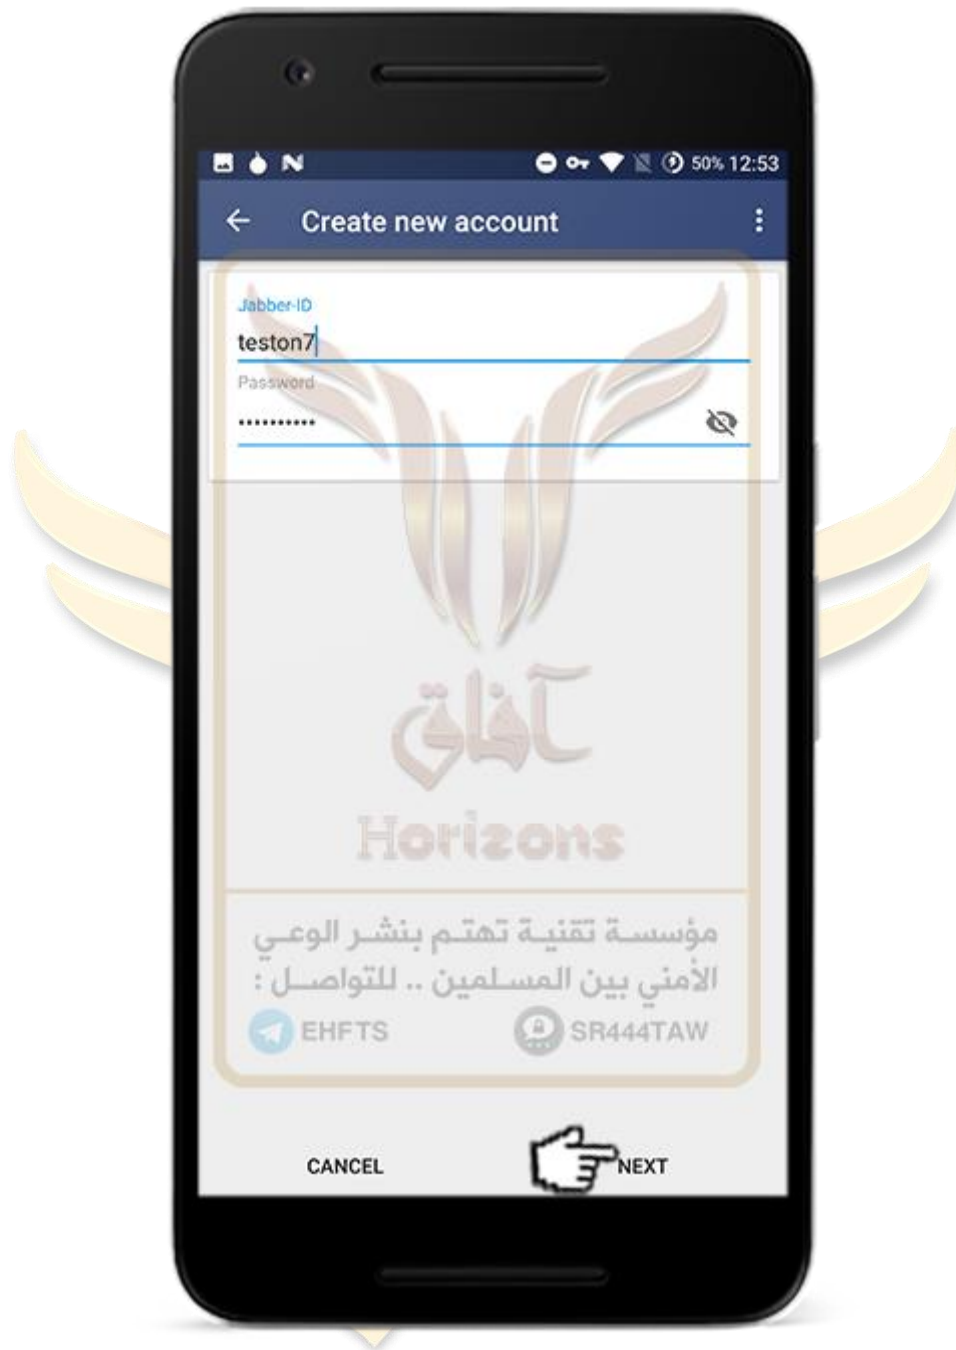 50% 12:53
Create new account
Jabber-ID
teston7
Password
••••••••••
آفاق
Horizons
مؤسسة تقنية تهتم بنشر الوعي
الأمني بين المسلمين .. للتواصل :
EHFTS SR444TAW
CANCEL NEXT